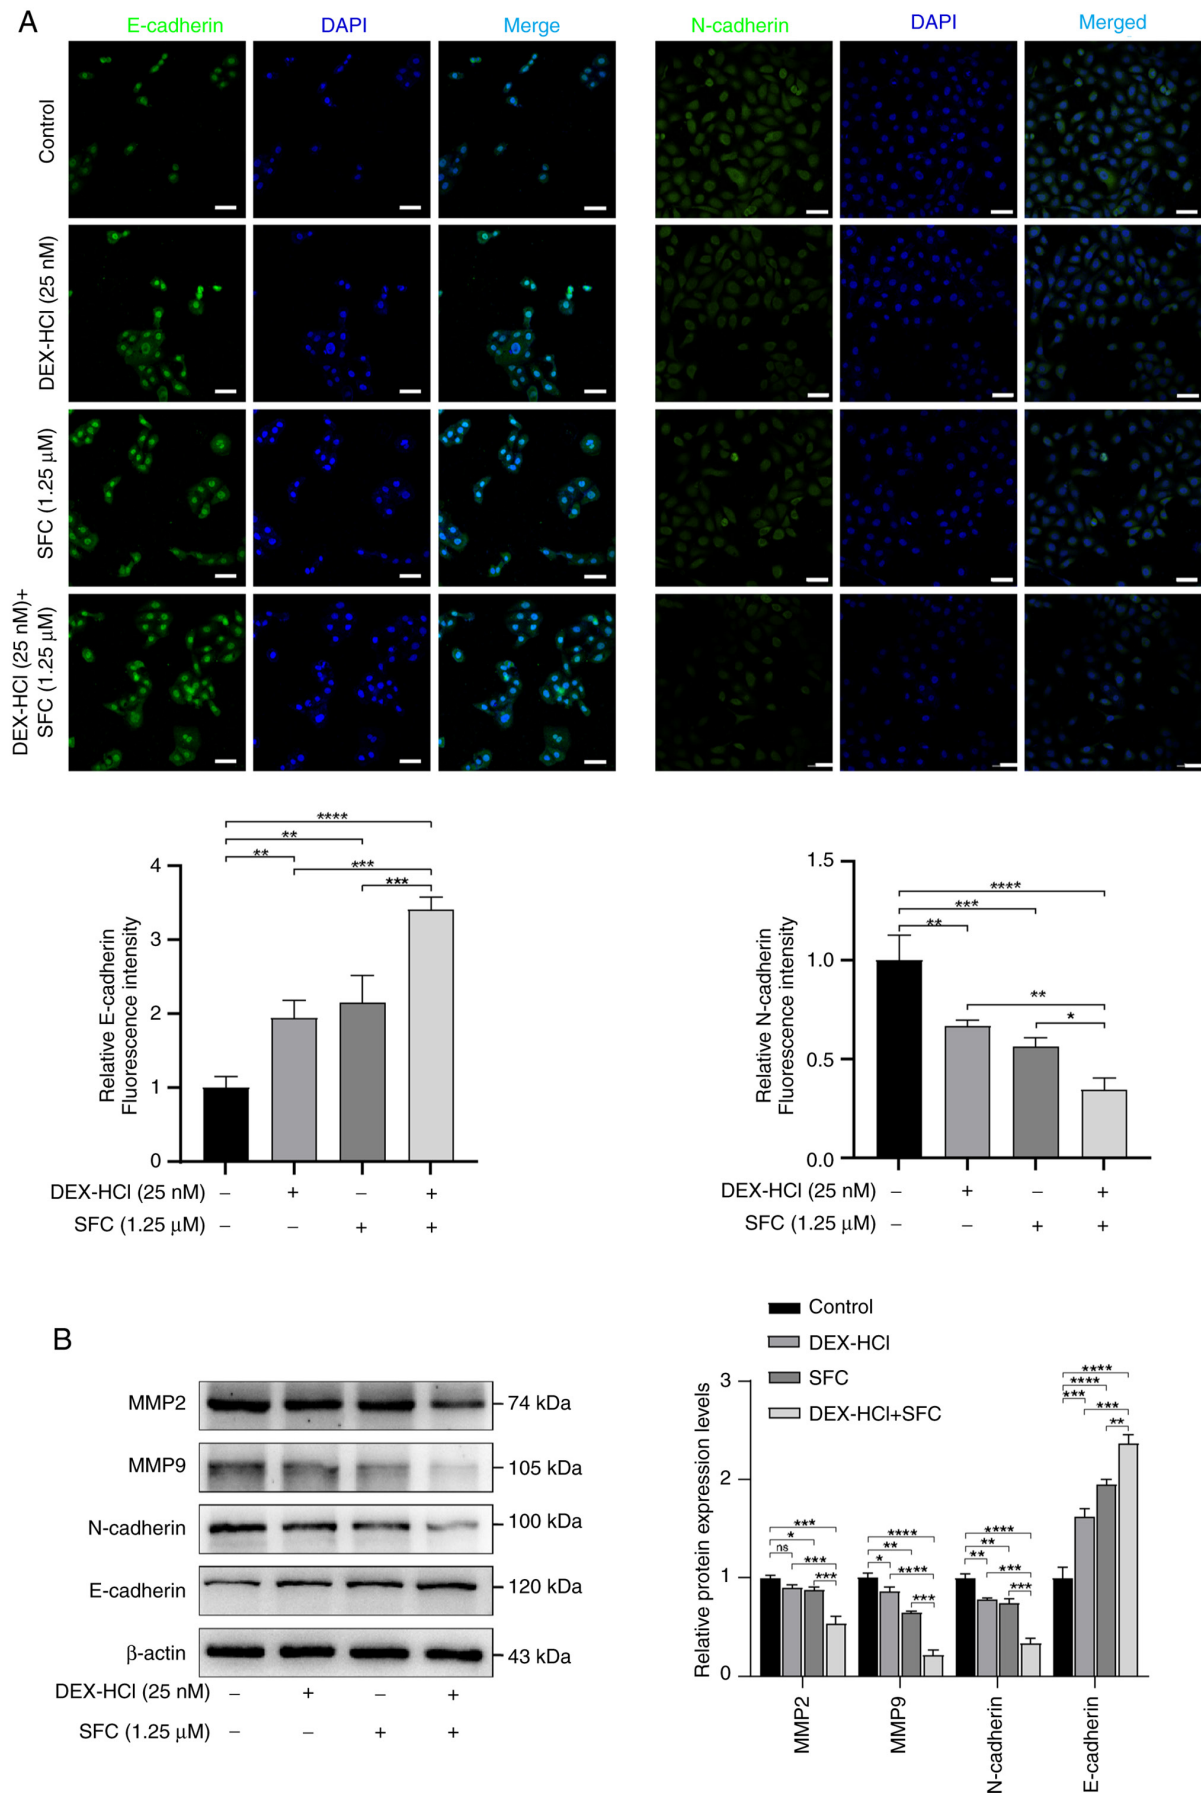 A
E-cadherin DAPI Merge N-cadherin DAPI Merged
Control
DEX-HCl (25 nM)
SFC (1.25 μM)
DEX-HCl (25 nM)+
SFC (1.25 μM)
Relative E-cadherin
Fluorescence intensity
4
3
2
1
0
**** 
**
**
***
***
DEX-HCl (25 nM) – + – +
SFC (1.25 μM) – – + +
Relative N-cadherin
Fluorescence intensity
1.5
1.0
0.5
0.0
****
***
**
**
*
DEX-HCl (25 nM) – + – +
SFC (1.25 μM) – – + +
B
MMP2 74 kDa
MMP9 105 kDa
N-cadherin 100 kDa
E-cadherin 120 kDa
β-actin 43 kDa
DEX-HCl (25 nM) – + – +
SFC (1.25 μM) – – + +
Control
DEX-HCl
SFC
DEX-HCl+SFC
Relative protein expression levels
3
2
1
0
***
*
ns
***
***
****
**
*
****
***
****
**
**
***
***
****
****
***
***
**
MMP2
MMP9
N-cadherin
E-cadherin